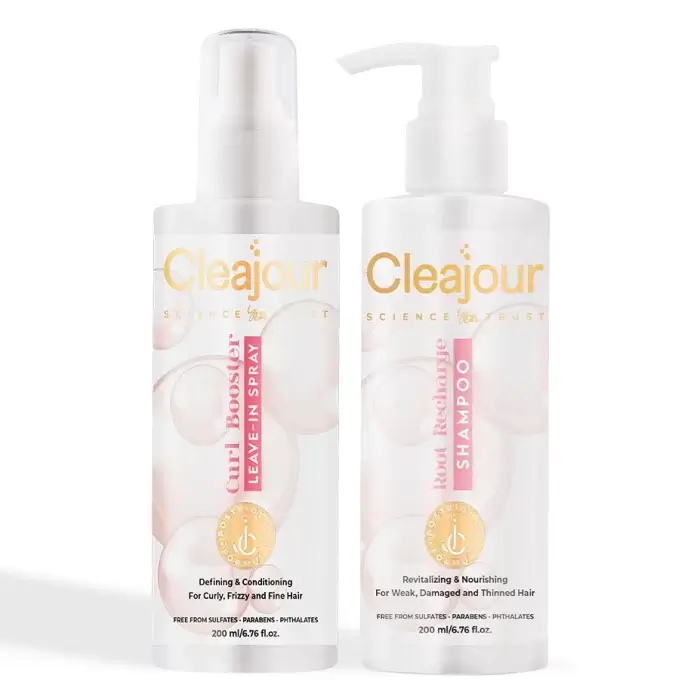 Cleajour
SCIENCE TRUST
Curl Booster
LEAVE-IN SPRAY
Defining & Conditioning
For Curly, Frizzy and Fine Hair
FREE FROM SULFATES - PARABENS - PHTHALATES
200 ml/6.76 fl.oz.
Cleajour
SCIENCE TRUST
Root Recharge
SHAMPOO
Revitalizing & Nourishing
For Weak, Damaged and Thinned Hair
FREE FROM SULFATES - PARABENS - PHTHALATES
200 ml/6.76 fl.oz.